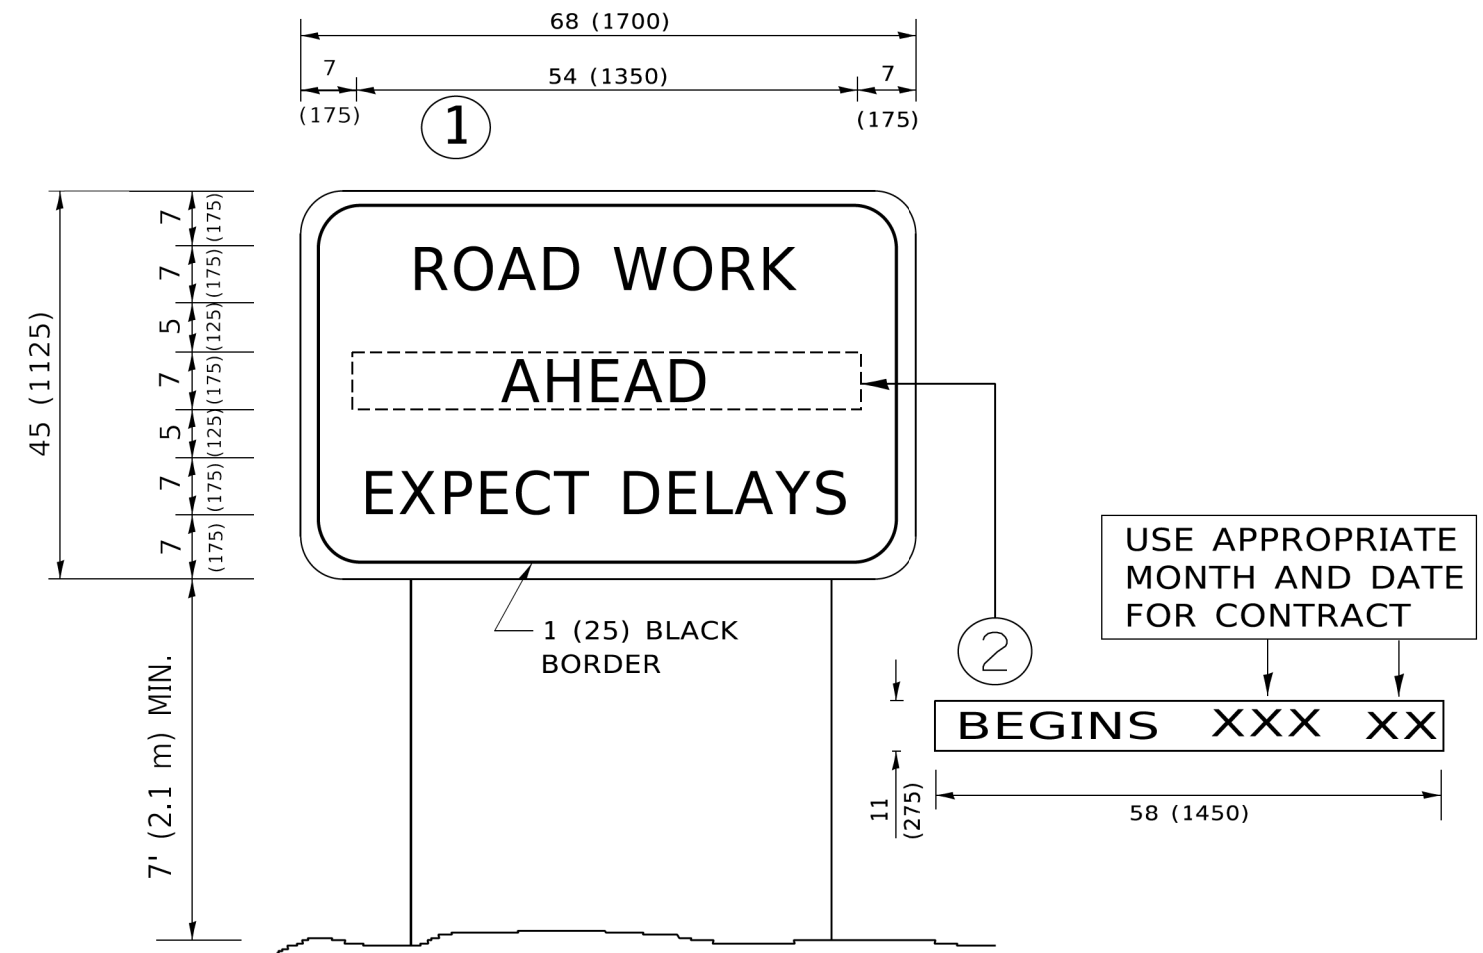 68 (1700)
7
54 (1350)
7
(175)
(175)
1
7
(175)
7
(175)
5
(125)
7
(175)
5
(125)
7
(175)
7
(175)
45 (1125)
ROAD WORK
AHEAD
EXPECT DELAYS
1 (25) BLACK
BORDER
7' (2.1 m) MIN.
2
USE APPROPRIATE
MONTH AND DATE
FOR CONTRACT
BEGINS XXX XX
11
(275)
58 (1450)